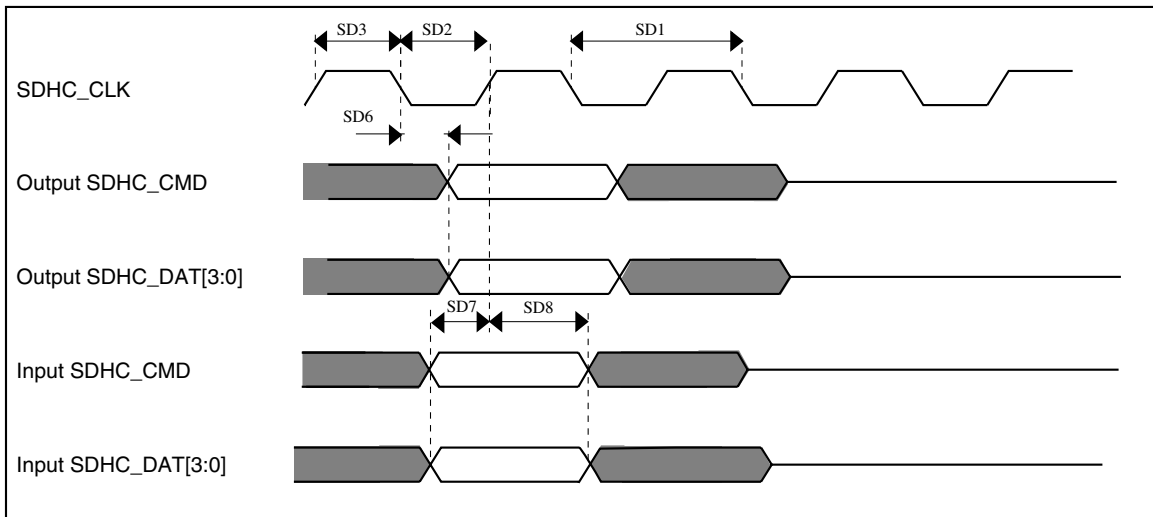 SD3 SD2 SD1
SDHC_CLK
SD6
Output SDHC_CMD
Output SDHC_DAT[3:0]
SD7 SD8
Input SDHC_CMD
Input SDHC_DAT[3:0]